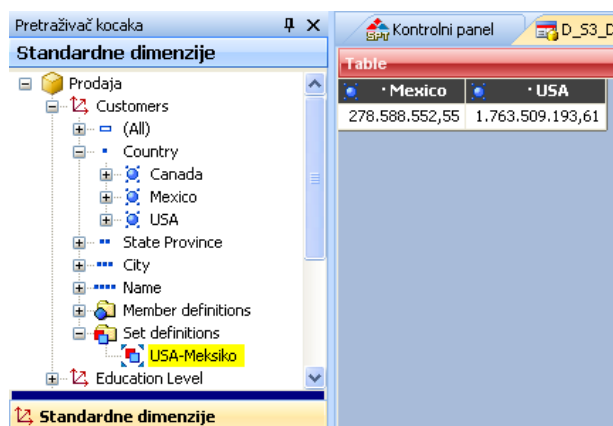 Pretraživač kocaka
Standardne dimenzije
Prodaja
Customers
(All)
Country
Canada
Mexico
USA
State Province
City
Name
Member definitions
Set definitions
USA-Meksiko
Education Level
Standardne dimenzije
Kontrolni panel
D_S3_D
Table
· Mexico · USA
278.588.552,55 1.763.509.193,61